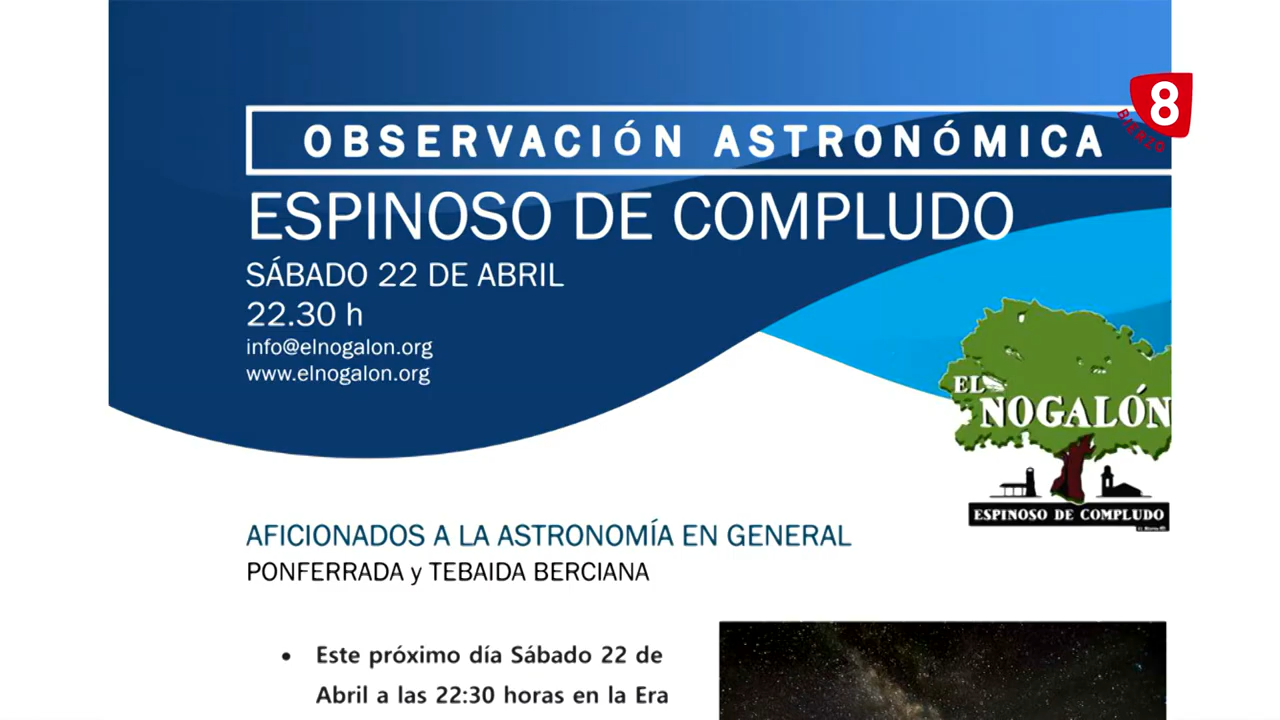 8
BIERZO
OBSERVACIÓN ASTRONÓMICA
ESPINOSO DE COMPLUDO
SÁBADO 22 DE ABRIL
22.30 h
info@elnogalon.org
www.elnogalon.org
EL
NOGALÓN
ESPINOSO DE COMPLUDO
AFICIONADOS A LA ASTRONOMÍA EN GENERAL
PONFERRADA y TEBAIDA BERCIANA
• Este próximo día Sábado 22 de
Abril a las 22:30 horas en la Era